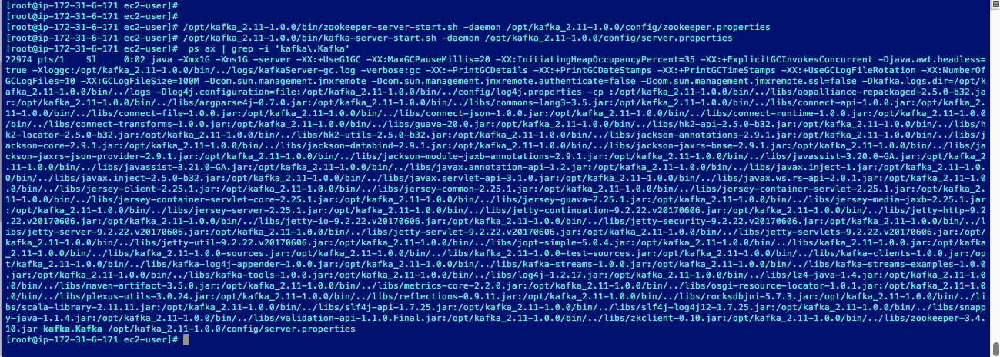 [root@ip-172-31-6-171 ec2-user]#
[root@ip-172-31-6-171 ec2-user]#
[root@ip-172-31-6-171 ec2-user]# /opt/kafka_2.11-1.0.0/bin/zookeeper-server-start.sh -daemon /opt/kafka_2.11-1.0.0/config/zookeeper.properties
[root@ip-172-31-6-171 ec2-user]# /opt/kafka_2.11-1.0.0/bin/kafka-server-start.sh -daemon /opt/kafka_2.11-1.0.0/config/server.properties
[root@ip-172-31-6-171 ec2-user]#  ps ax | grep -i 'kafka\.Kafka'
22974 pts/1    Sl     0:02 java -Xmx1G -Xms1G -server -XX:+UseG1GC -XX:MaxGCPauseMillis=20 -XX:InitiatingHeapOccupancyPercent=35 -XX:+ExplicitGCInvokesConcurrent -Djava.awt.headless=
true -Xloggc:/opt/kafka_2.11-1.0.0/bin/../logs/kafkaServer-gc.log -verbose:gc -XX:+PrintGCDetails -XX:+PrintGCDateStamps -XX:+PrintGCTimeStamps -XX:+UseGCLogFileRotation -XX:NumberOf
GCLogFiles=10 -XX:GCLogFileSize=100M -Dcom.sun.management.jmxremote -Dcom.sun.management.jmxremote.authenticate=false -Dcom.sun.management.jmxremote.ssl=false -Dkafka.logs.dir=/opt/k
afka_2.11-1.0.0/bin/../logs -Dlog4j.configuration=file:/opt/kafka_2.11-1.0.0/bin/../config/log4j.properties -cp :/opt/kafka_2.11-1.0.0/bin/../libs/aopalliance-repackaged-2.5.0-b32.ja
r:/opt/kafka_2.11-1.0.0/bin/../libs/argparse4j-0.7.0.jar:/opt/kafka_2.11-1.0.0/bin/../libs/commons-lang3-3.5.jar:/opt/kafka_2.11-1.0.0/bin/../libs/connect-api-1.0.0.jar:/opt/kafka_2.
11-1.0.0/bin/../libs/connect-file-1.0.0.jar:/opt/kafka_2.11-1.0.0/bin/../libs/connect-json-1.0.0.jar:/opt/kafka_2.11-1.0.0/bin/../libs/connect-runtime-1.0.0.jar:/opt/kafka_2.11-1.0.0
/bin/../libs/connect-transforms-1.0.0.jar:/opt/kafka_2.11-1.0.0/bin/../libs/guava-20.0.jar:/opt/kafka_2.11-1.0.0/bin/../libs/hk2-api-2.5.0-b32.jar:/opt/kafka_2.11-1.0.0/bin/../libs/h
k2-locator-2.5.0-b32.jar:/opt/kafka_2.11-1.0.0/bin/../libs/hk2-utils-2.5.0-b32.jar:/opt/kafka_2.11-1.0.0/bin/../libs/jackson-annotations-2.9.1.jar:/opt/kafka_2.11-1.0.0/bin/../libs/j
ackson-core-2.9.1.jar:/opt/kafka_2.11-1.0.0/bin/../libs/jackson-databind-2.9.1.jar:/opt/kafka_2.11-1.0.0/bin/../libs/jackson-jaxrs-base-2.9.1.jar:/opt/kafka_2.11-1.0.0/bin/../libs/ja
ckson-jaxrs-json-provider-2.9.1.jar:/opt/kafka_2.11-1.0.0/bin/../libs/jackson-module-jaxb-annotations-2.9.1.jar:/opt/kafka_2.11-1.0.0/bin/../libs/javassist-3.20.0-GA.jar:/opt/kafka_2
.11-1.0.0/bin/../libs/javassist-3.21.0-GA.jar:/opt/kafka_2.11-1.0.0/bin/../libs/javax.annotation-api-1.2.jar:/opt/kafka_2.11-1.0.0/bin/../libs/javax.inject-1.jar:/opt/kafka_2.11-1.0.
0/bin/../libs/javax.inject-2.5.0-b32.jar:/opt/kafka_2.11-1.0.0/bin/../libs/javax.servlet-api-3.1.0.jar:/opt/kafka_2.11-1.0.0/bin/../libs/javax.ws.rs-api-2.0.1.jar:/opt/kafka_2.11-1.0
.0/bin/../libs/jersey-client-2.25.1.jar:/opt/kafka_2.11-1.0.0/bin/../libs/jersey-common-2.25.1.jar:/opt/kafka_2.11-1.0.0/bin/../libs/jersey-container-servlet-2.25.1.jar:/opt/kafka_2.
11-1.0.0/bin/../libs/jersey-container-servlet-core-2.25.1.jar:/opt/kafka_2.11-1.0.0/bin/../libs/jersey-guava-2.25.1.jar:/opt/kafka_2.11-1.0.0/bin/../libs/jersey-media-jaxb-2.25.1.jar
:/opt/kafka_2.11-1.0.0/bin/../libs/jersey-server-2.25.1.jar:/opt/kafka_2.11-1.0.0/bin/../libs/jetty-continuation-9.2.22.v20170606.jar:/opt/kafka_2.11-1.0.0/bin/../libs/jetty-http-9.2
.22.v20170606.jar:/opt/kafka_2.11-1.0.0/bin/../libs/jetty-io-9.2.22.v20170606.jar:/opt/kafka_2.11-1.0.0/bin/../libs/jetty-security-9.2.22.v20170606.jar:/opt/kafka_2.11-1.0.0/bin/../l
ibs/jetty-server-9.2.22.v20170606.jar:/opt/kafka_2.11-1.0.0/bin/../libs/jetty-servlet-9.2.22.v20170606.jar:/opt/kafka_2.11-1.0.0/bin/../libs/jetty-servlets-9.2.22.v20170606.jar:/opt/
kafka_2.11-1.0.0/bin/../libs/jetty-util-9.2.22.v20170606.jar:/opt/kafka_2.11-1.0.0/bin/../libs/jopt-simple-5.0.4.jar:/opt/kafka_2.11-1.0.0/bin/../libs/kafka_2.11-1.0.0.jar:/opt/kafka
_2.11-1.0.0/bin/../libs/kafka_2.11-1.0.0-sources.jar:/opt/kafka_2.11-1.0.0/bin/../libs/kafka_2.11-1.0.0-test-sources.jar:/opt/kafka_2.11-1.0.0/bin/../libs/kafka-clients-1.0.0.jar:/op
t/kafka_2.11-1.0.0/bin/../libs/kafka-log4j-appender-1.0.0.jar:/opt/kafka_2.11-1.0.0/bin/../libs/kafka-streams-1.0.0.jar:/opt/kafka_2.11-1.0.0/bin/../libs/kafka-streams-examples-1.0.0
.jar:/opt/kafka_2.11-1.0.0/bin/../libs/kafka-tools-1.0.0.jar:/opt/kafka_2.11-1.0.0/bin/../libs/log4j-1.2.17.jar:/opt/kafka_2.11-1.0.0/bin/../libs/lz4-java-1.4.jar:/opt/kafka_2.11-1.0
.0/bin/../libs/maven-artifact-3.5.0.jar:/opt/kafka_2.11-1.0.0/bin/../libs/metrics-core-2.2.0.jar:/opt/kafka_2.11-1.0.0/bin/../libs/osgi-resource-locator-1.0.1.jar:/opt/kafka_2.11-1.0
.0/bin/../libs/plexus-utils-3.0.24.jar:/opt/kafka_2.11-1.0.0/bin/../libs/reflections-0.9.11.jar:/opt/kafka_2.11-1.0.0/bin/../libs/rocksdbjni-5.7.3.jar:/opt/kafka_2.11-1.0.0/bin/../li
bs/scala-library-2.11.11.jar:/opt/kafka_2.11-1.0.0/bin/../libs/slf4j-api-1.7.25.jar:/opt/kafka_2.11-1.0.0/bin/../libs/slf4j-log4j12-1.7.25.jar:/opt/kafka_2.11-1.0.0/bin/../libs/snapp
y-java-1.1.4.jar:/opt/kafka_2.11-1.0.0/bin/../libs/validation-api-1.1.0.Final.jar:/opt/kafka_2.11-1.0.0/bin/../libs/zkclient-0.10.jar:/opt/kafka_2.11-1.0.0/bin/../libs/zookeeper-3.4.
10.jar kafka.Kafka /opt/kafka_2.11-1.0.0/config/server.properties
[root@ip-172-31-6-171 ec2-user]#